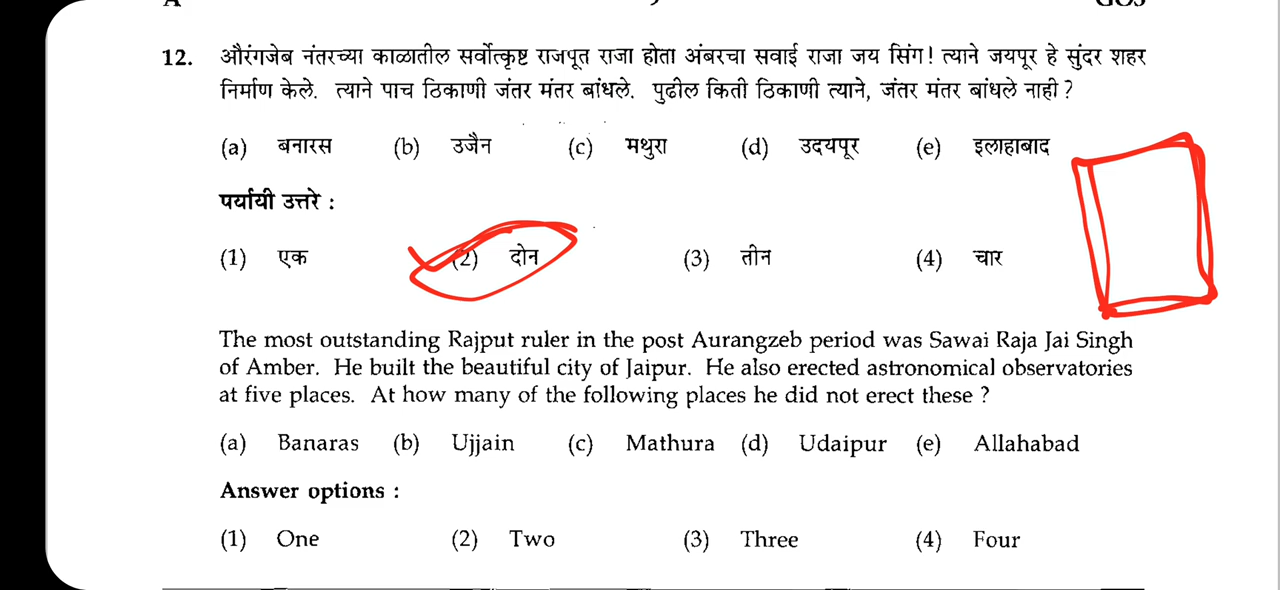 12. औरंगजेब नंतरच्या काळातील सर्वोत्कृष्ट राजपूत राजा होता अंबरचा सवाई राजा जय सिंग! त्याने जयपूर हे सुंदर शहर
निर्माण केले. त्याने पाच ठिकाणी जंतर मंतर बांधले. पुढील किती ठिकाणी त्याने, जंतर मंतर बांधले नाही ?
(a) बनारस (b) उजैन (c) मथुरा (d) उदयपूर (e) इलाहाबाद
पर्यायी उत्तरे :
(1) एक (2) दोन (3) तीन (4) चार
The most outstanding Rajput ruler in the post Aurangzeb period was Sawai Raja Jai Singh
of Amber. He built the beautiful city of Jaipur. He also erected astronomical observatories
at five places. At how many of the following places he did not erect these ?
(a) Banaras (b) Ujjain (c) Mathura (d) Udaipur (e) Allahabad
Answer options :
(1) One (2) Two (3) Three (4) Four